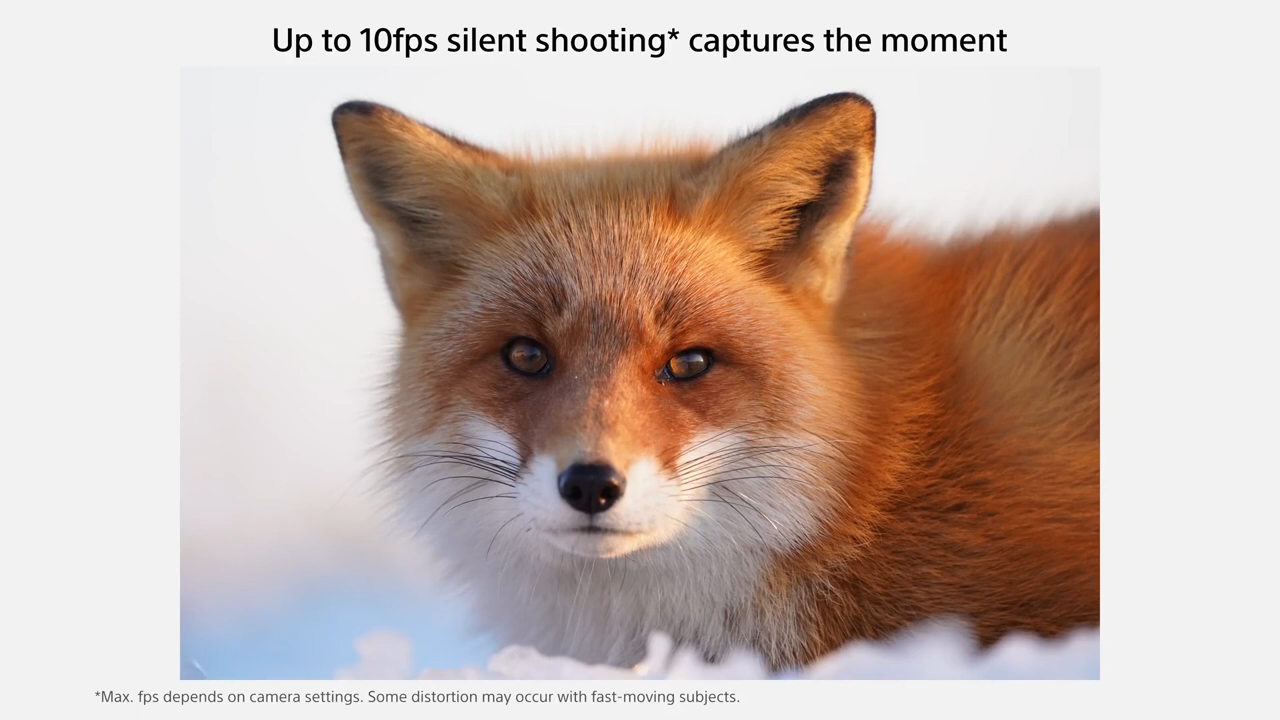 Up to 10fps silent shooting* captures the moment
*Max. fps depends on camera settings. Some distortion may occur with fast-moving subjects.